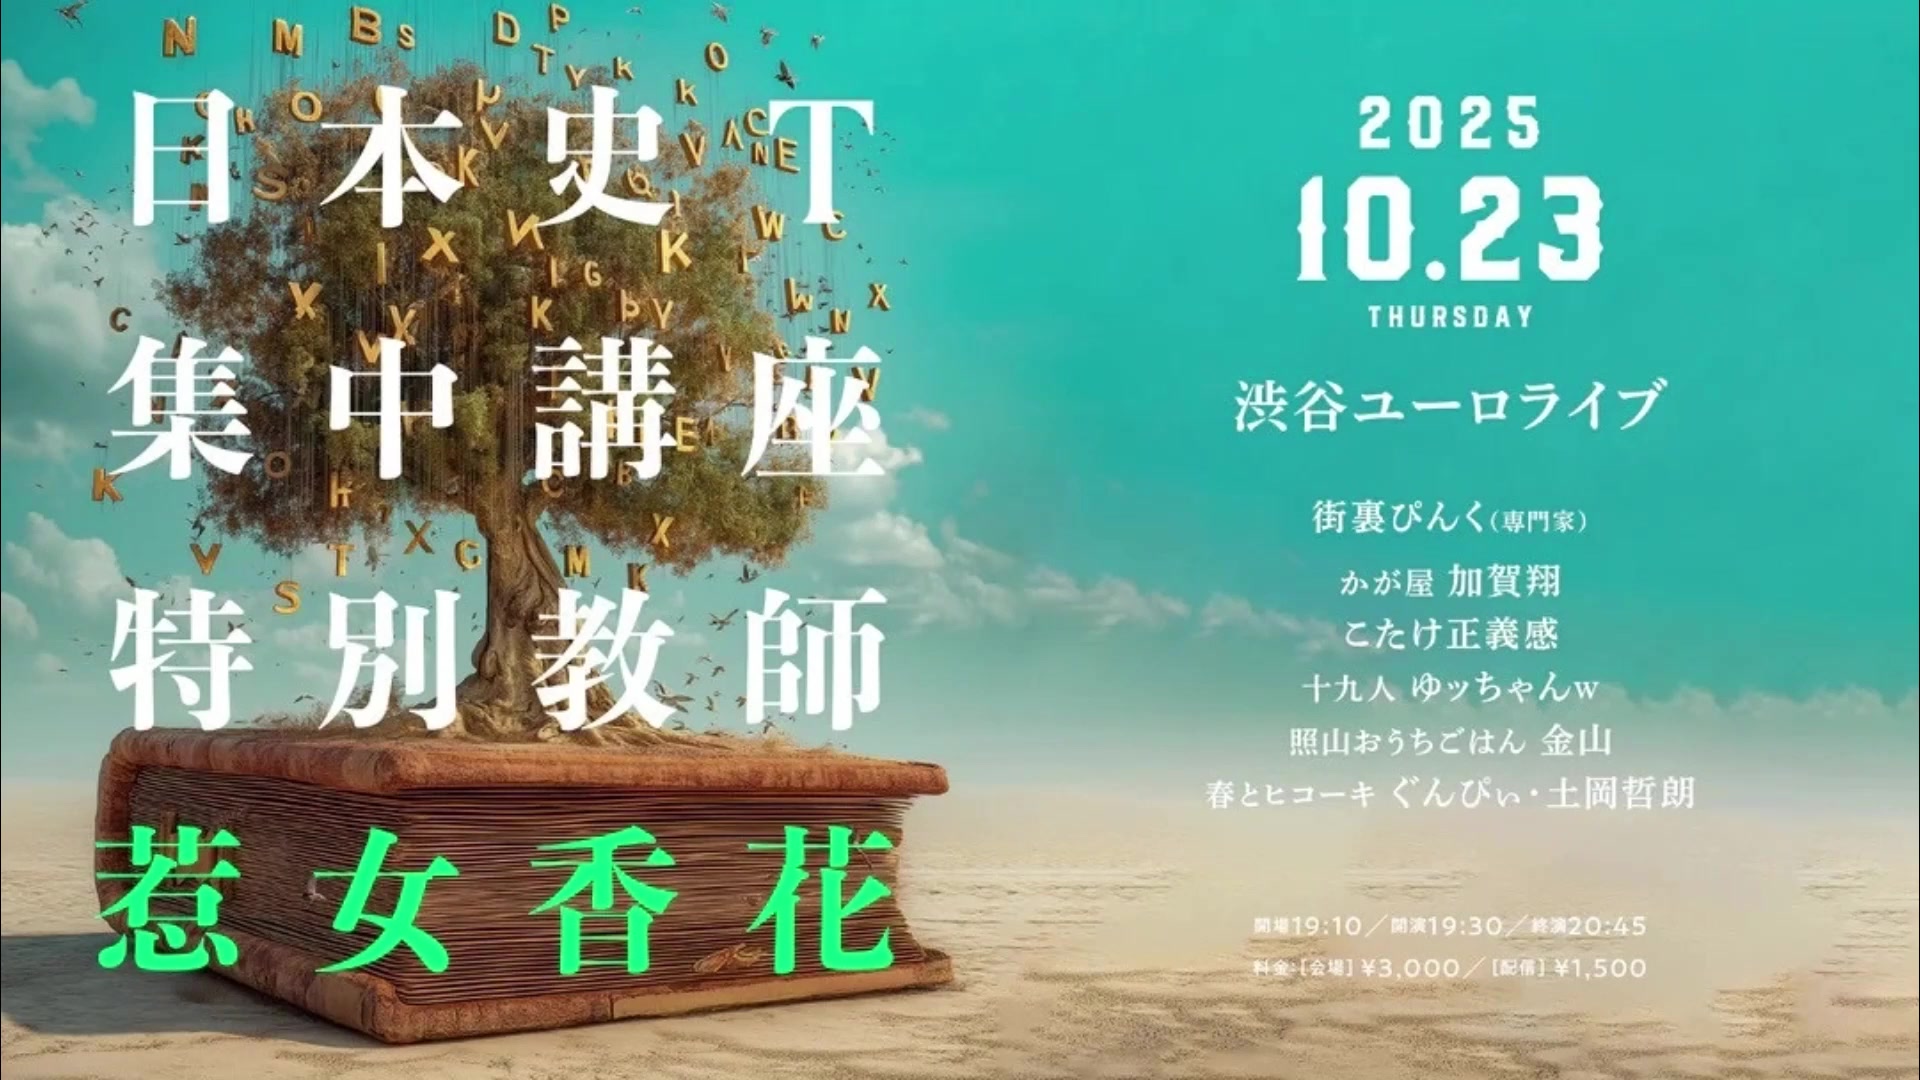 日本史T
集中講座
特別教師
惹女香花
2025
10.23
THURSDAY
渋谷ユーロライブ
街裏ぴんく（専門家）
かが屋 加賀翔
こたけ正義感
十九人 ゆッちゃんw
照山おうちごはん 金山
春とヒコーキ ぐんぴぃ・土岡哲朗
開場19:10／開演19:30／終演20:45
料金：［会場］¥3,000／［配信］¥1,500